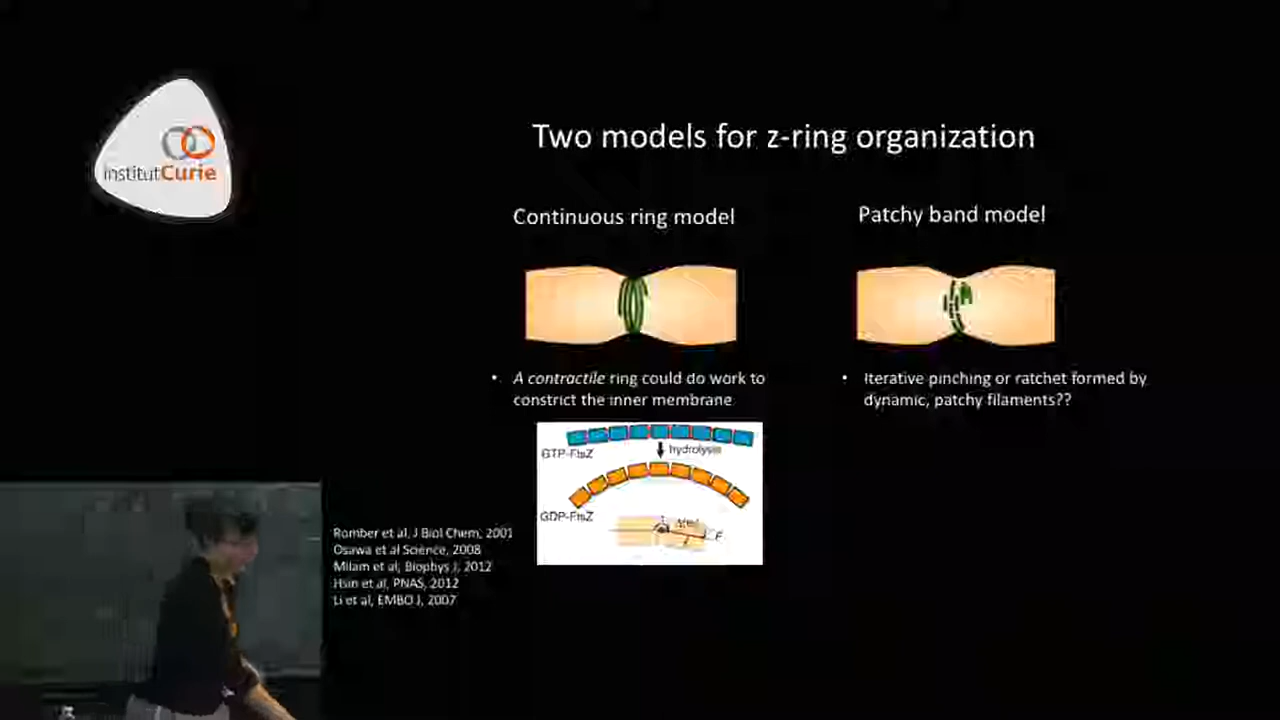 institutCurie
Two models for z-ring organization
Continuous ring model
• A contractile ring could do work to
constrict the inner membrane
GTP-FtsZ
hydrolysis
GDP-FtsZ
F
Patchy band model
• Iterative pinching or ratchet formed by
dynamic, patchy filaments??
Romber et al, J Biol Chem, 2001
Osawa et al Science, 2008
Milam et al, Biophys J, 2012
Hsin et al, PNAS, 2012
Li et al, EMBO J, 2007